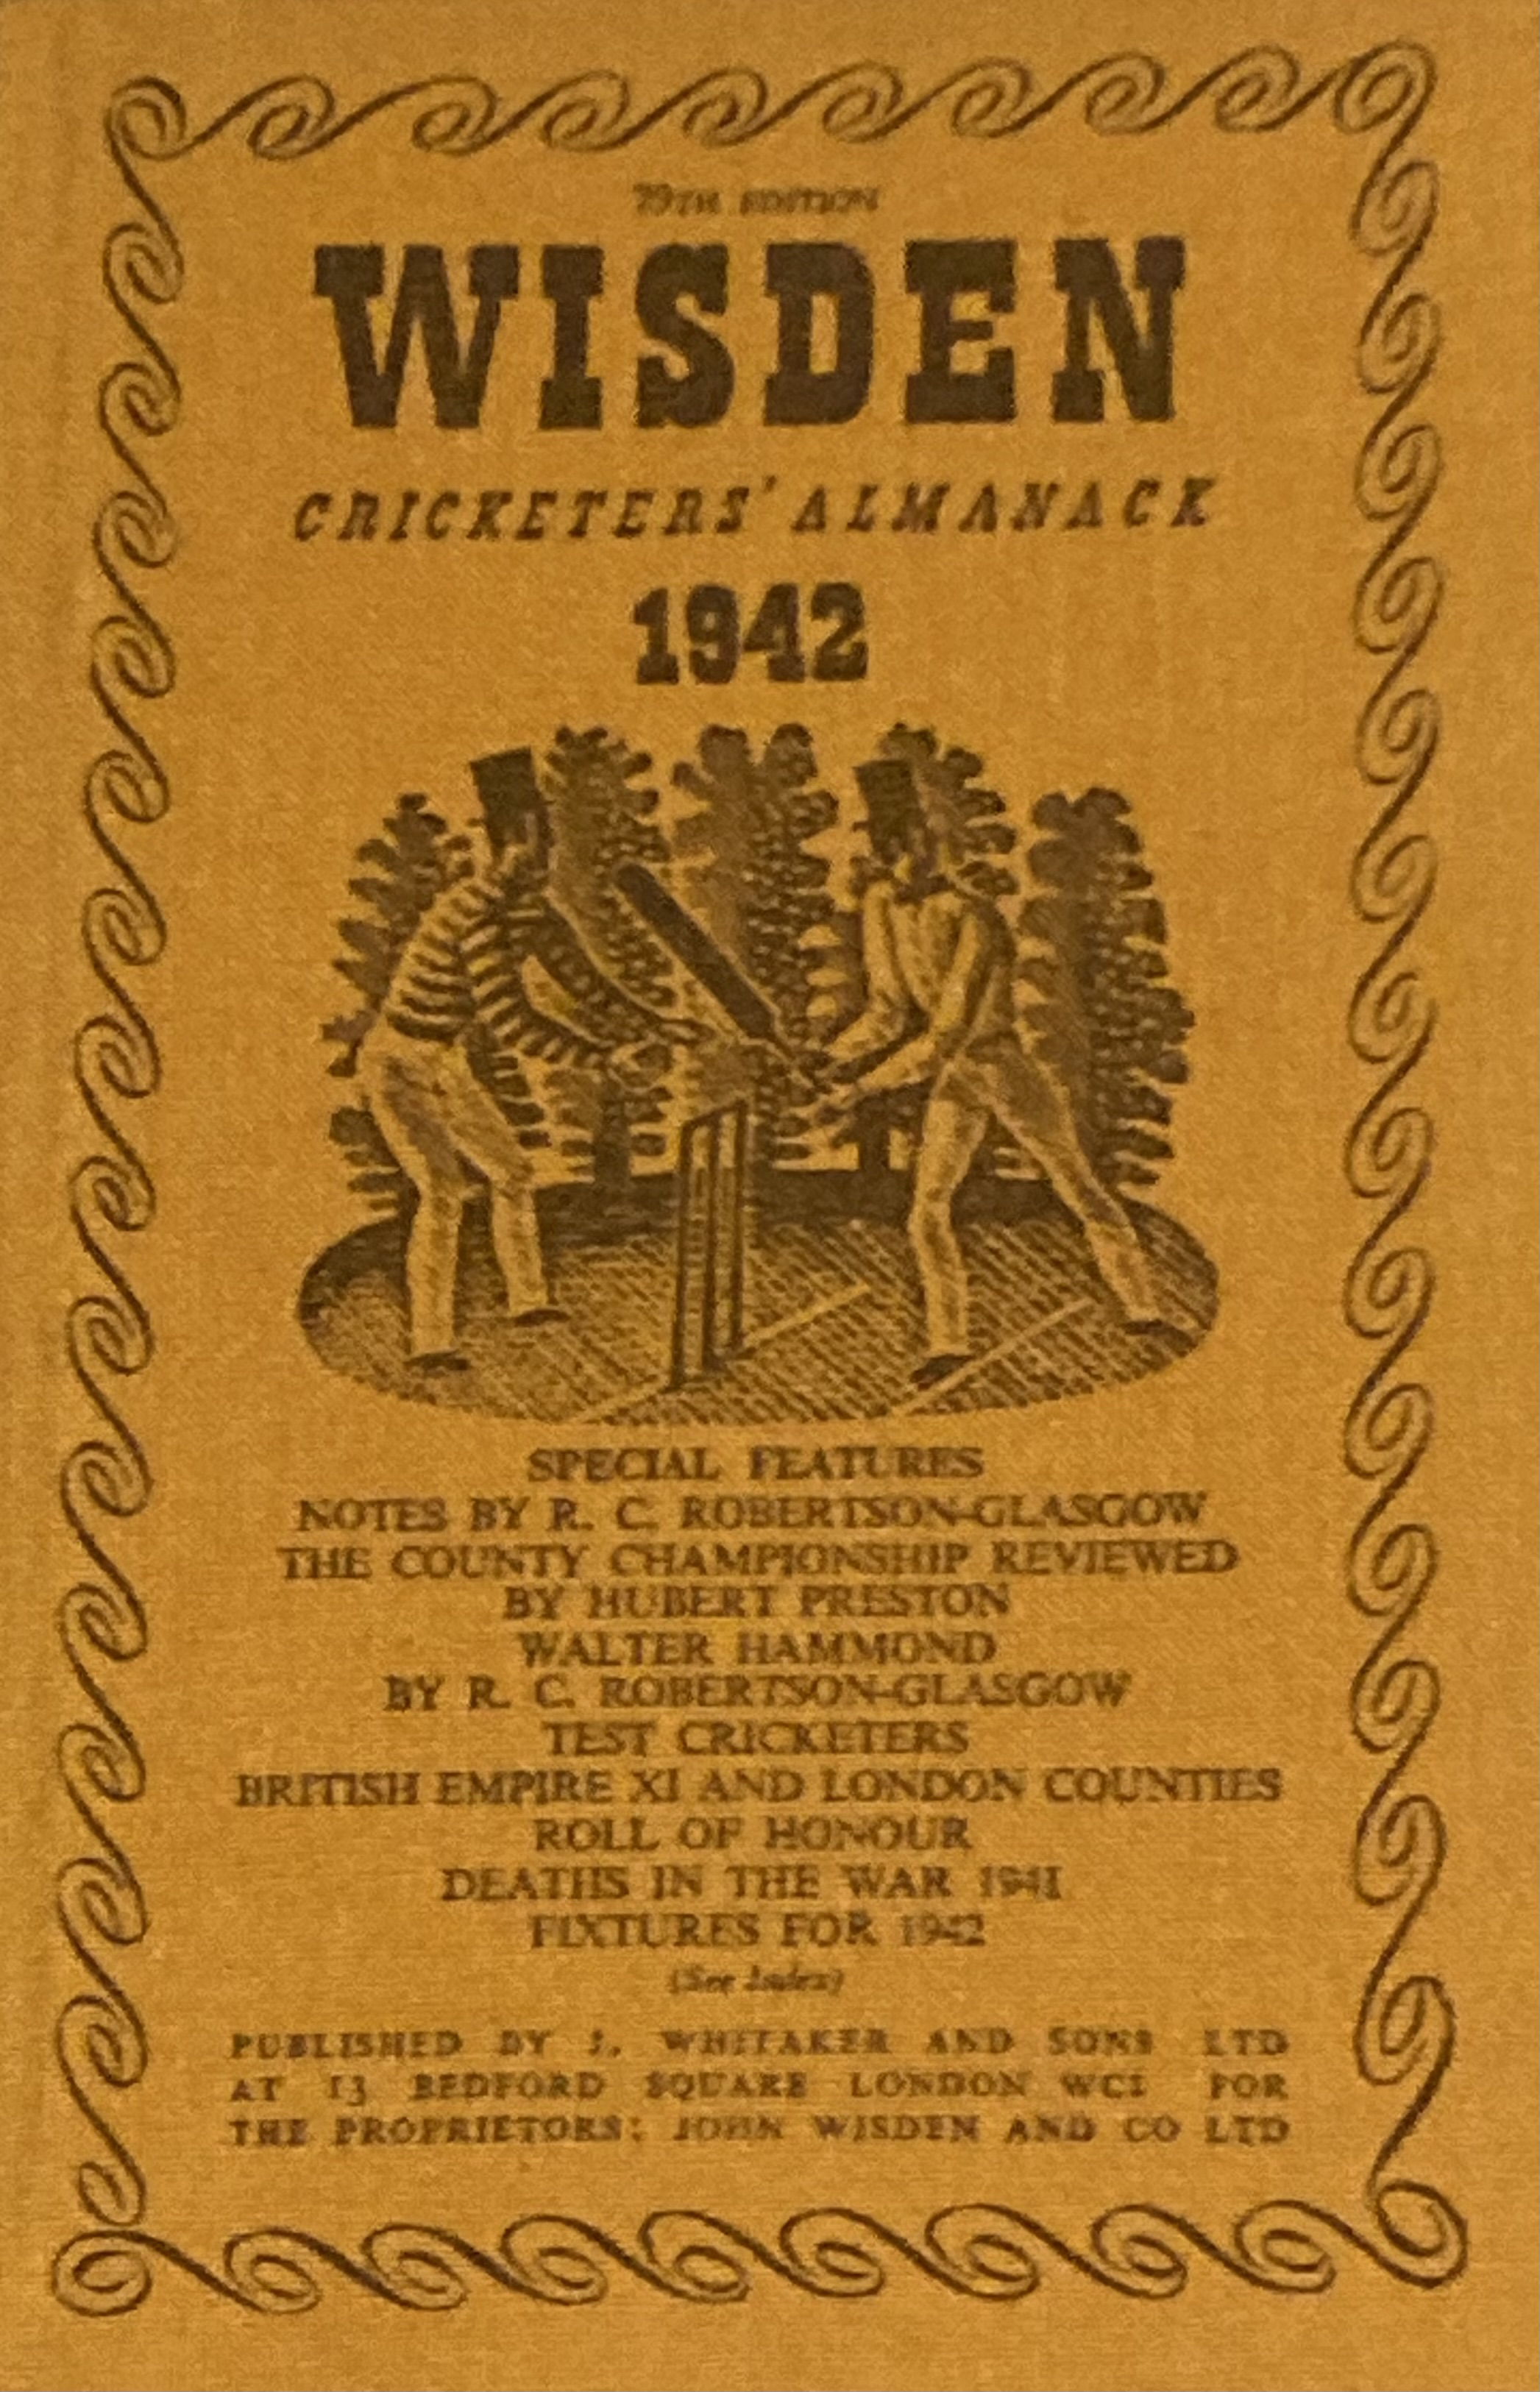 79TH EDITION
WISDEN
CRICKETERS' ALMANACK
1942
SPECIAL FEATURES
NOTES BY R. C. ROBERTSON-GLASGOW
THE COUNTY CHAMPIONSHIP REVIEWED
BY HUBERT PRESTON
WALTER HAMMOND
BY R. C. ROBERTSON-GLASGOW
TEST CRICKETERS
BRITISH EMPIRE XI AND LONDON COUNTIES
ROLL OF HONOUR
DEATHS IN THE WAR 1941
FIXTURES FOR 1942
(See Index)
PUBLISHED BY J. WHITAKER AND SONS LTD
AT 13 BEDFORD SQUARE LONDON WC1 FOR
THE PROPRIETORS: JOHN WISDEN AND CO LTD